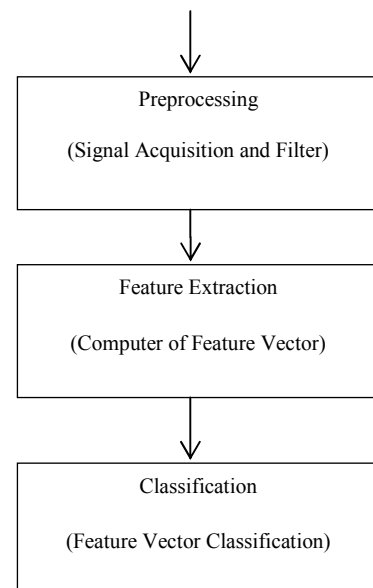 Preprocessing
(Signal Acquisition and Filter)
Feature Extraction
(Computer of Feature Vector)
Classification
(Feature Vector Classification)